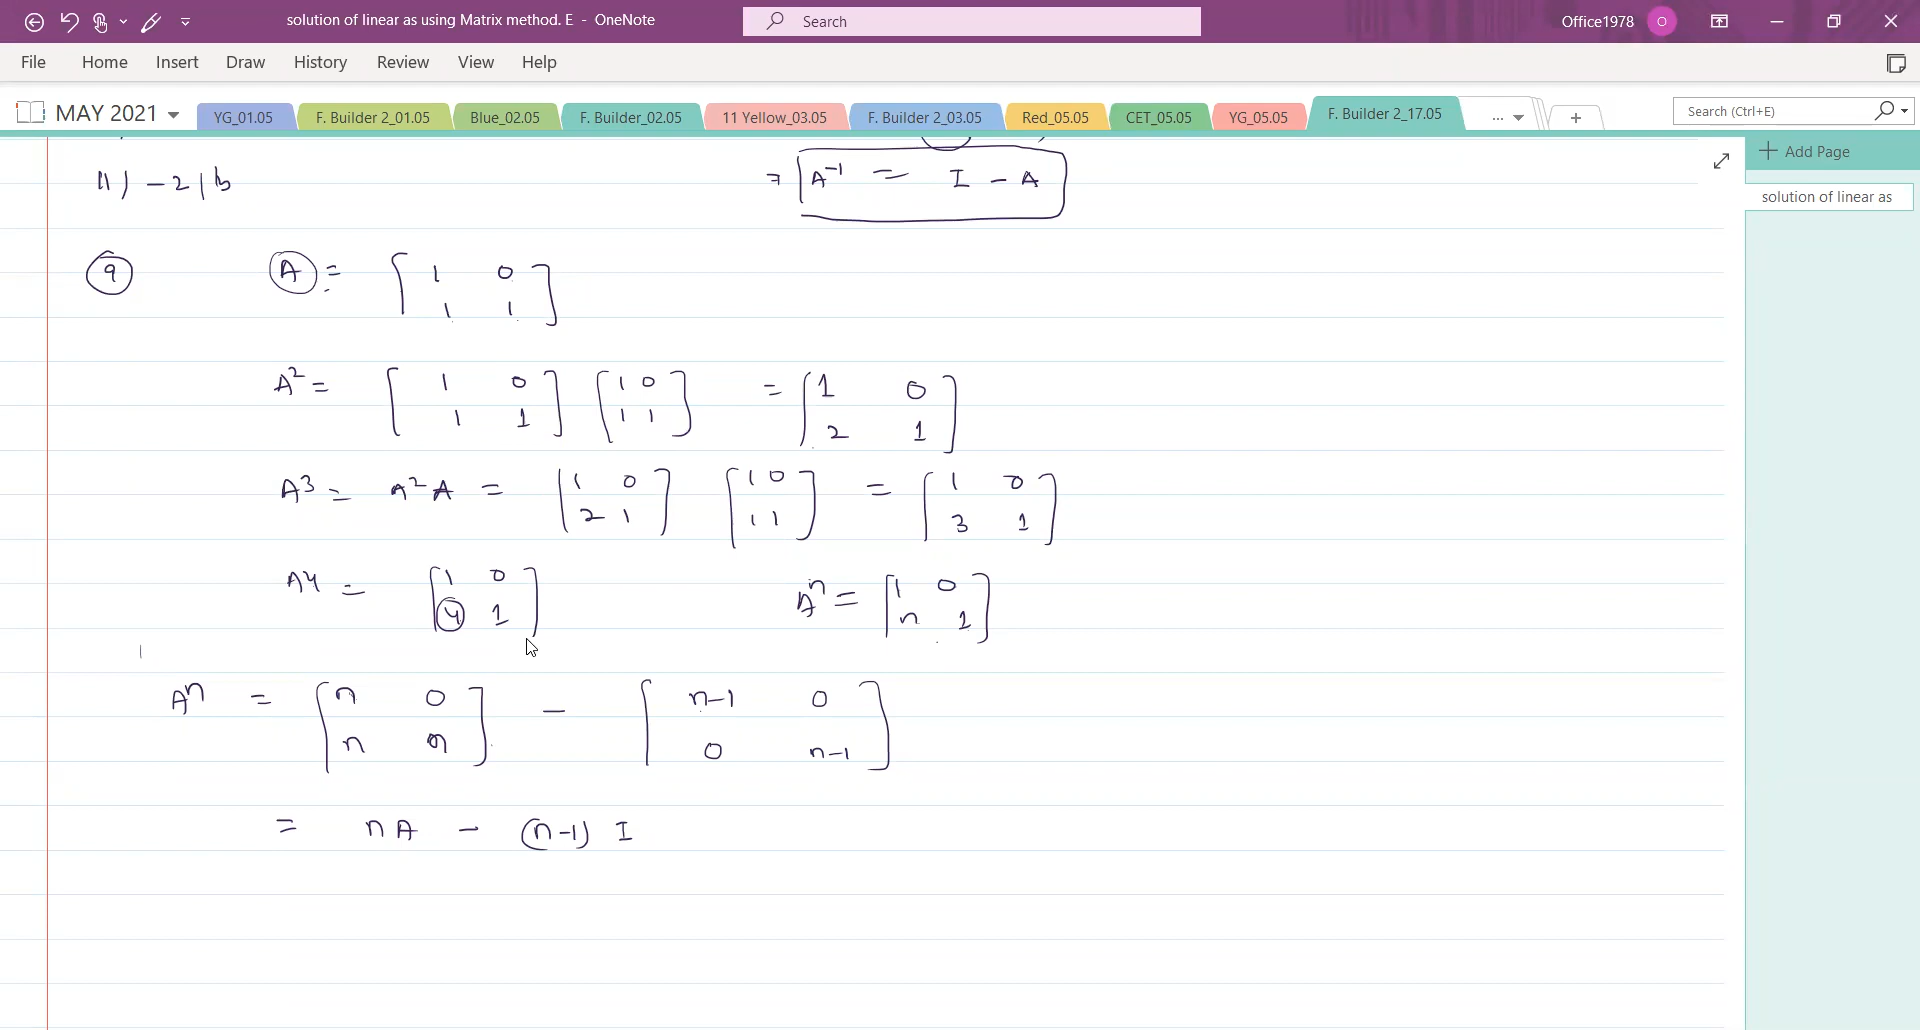 solution of linear as using Matrix method. E - OneNote
Search
Office1978
O
File Home Insert Draw History Review View Help
MAY 2021
YG_01.05 F. Builder 2_01.05 Blue_02.05 F. Builder_02.05 11 Yellow_03.05 F. Builder 2_03.05 Red_05.05 CET_05.05 YG_05.05 F. Builder 2_17.05 ...
Search (Ctrl+E)
Add Page
solution of linear as
11) -21b
A⁻¹ = I - A
9 A = [1 0; 1 1]
A² = [1 0; 1 1] [1 0; 1 1] = [1 0; 2 1]
A³ = A²A = [1 0; 2 1] [1 0; 1 1] = [1 0; 3 1]
A4 = [1 0; 4 1] Aⁿ = [1 0; n 1]
Aⁿ = [n 0; n n] - [n-1 0; 0 n-1]
= nA - (n-1) I